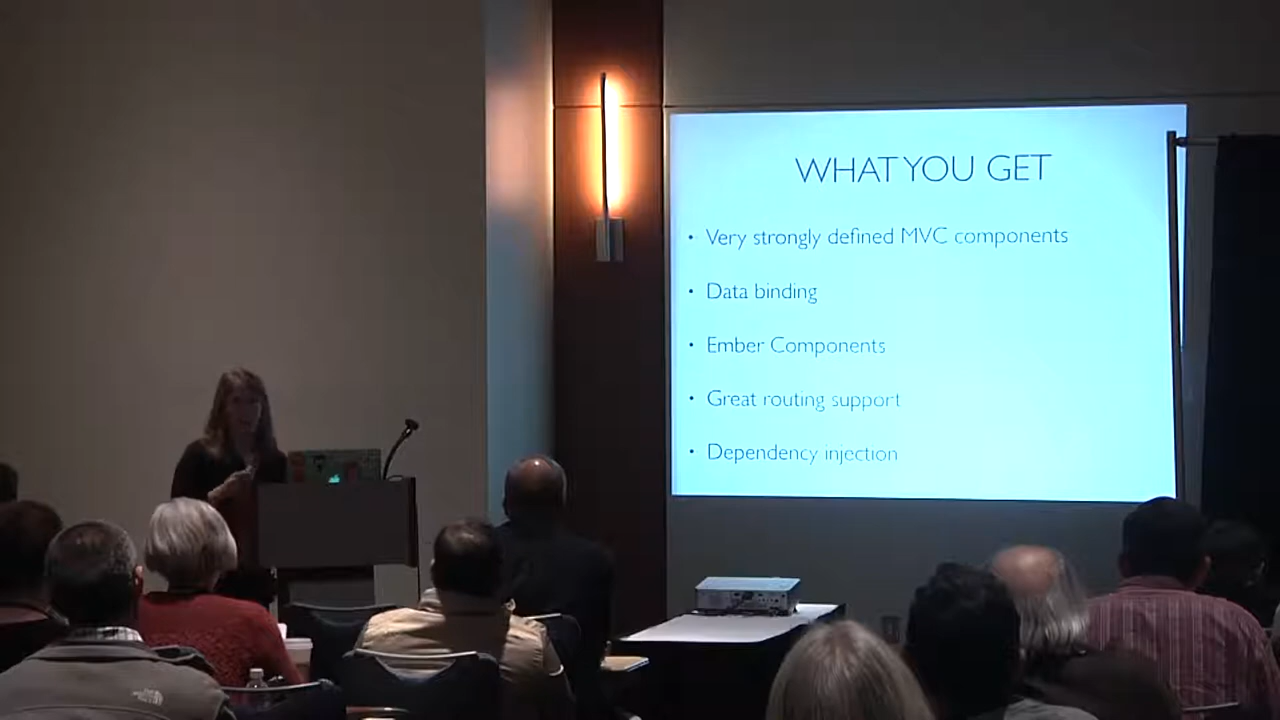 WHAT YOU GET
• Very strongly defined MVC components
• Data binding
• Ember Components
• Great routing support
• Dependency injection